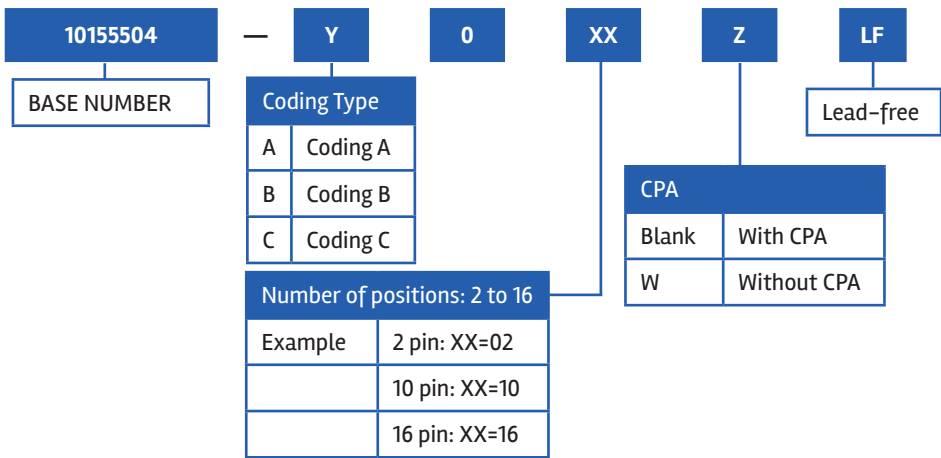 10155504 — Y 0 XX Z LF
BASE NUMBER
Coding Type
A Coding A
B Coding B
C Coding C
Number of positions: 2 to 16
Example 2 pin: XX=02
10 pin: XX=10
16 pin: XX=16
CPA
Blank With CPA
W Without CPA
Lead-free